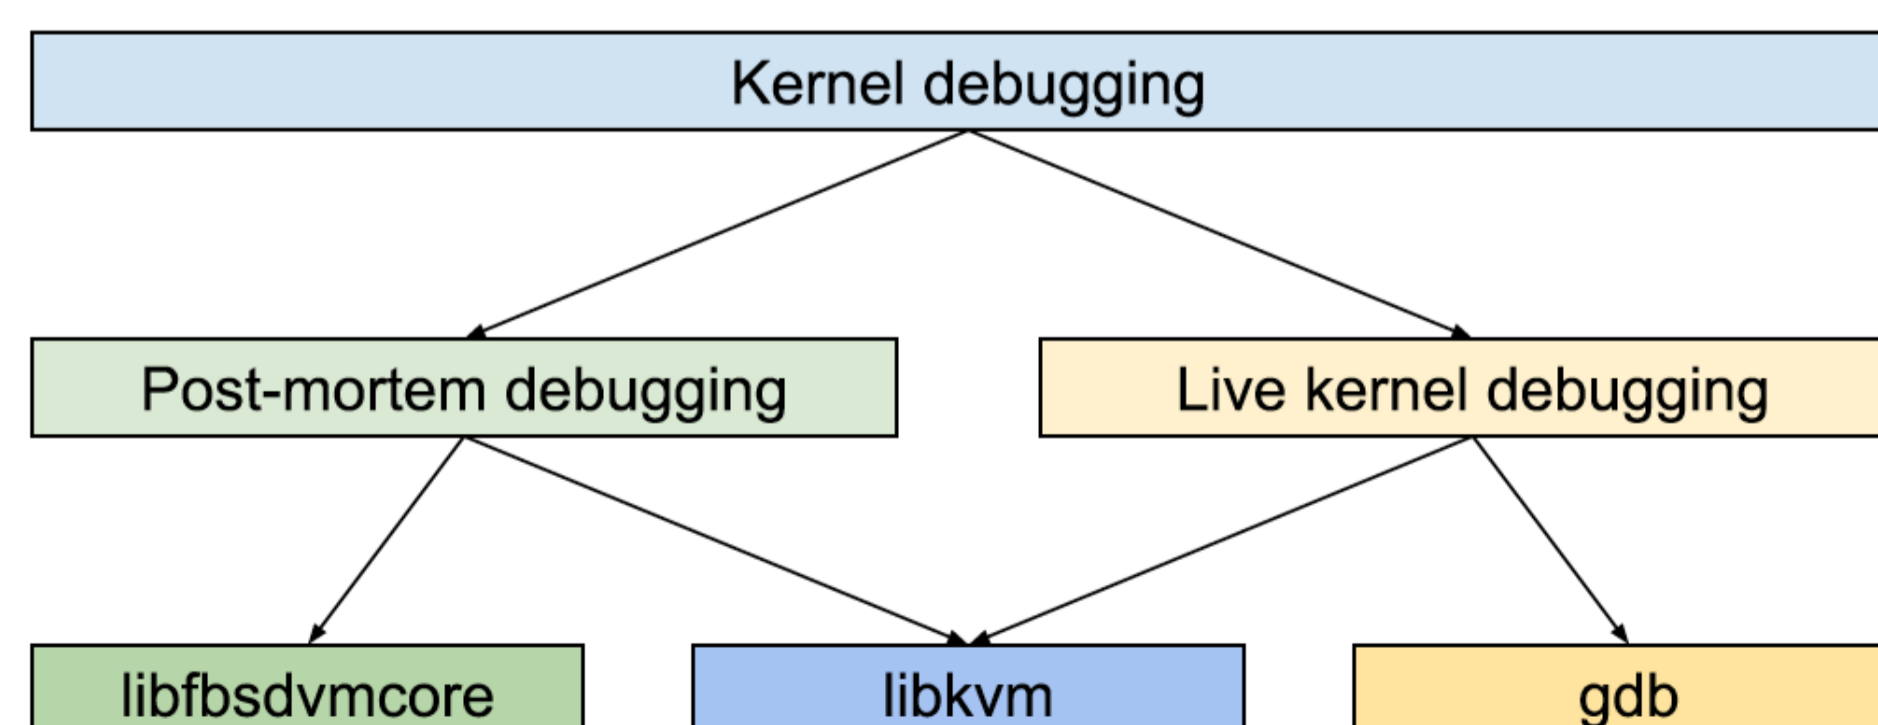 Kernel debugging
Post-mortem debugging
Live kernel debugging
libfbsdvmcore
libkvm
gdb